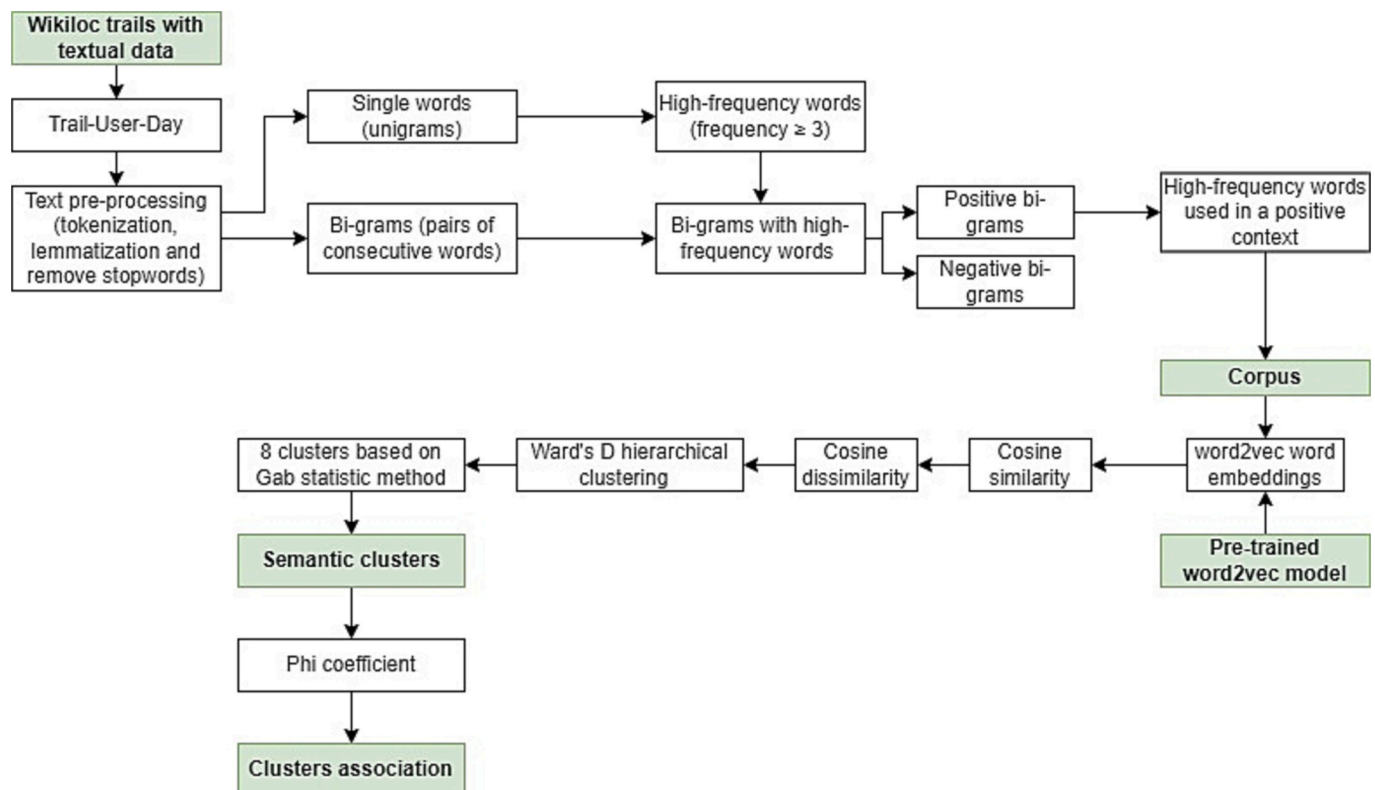 Wikiloc trails with
textual data
Trail-User-Day
Text pre-processing
(tokenization,
lemmatization and
remove stopwords)
Single words
(unigrams)
High-frequency words
(frequency ≥ 3)
Bi-grams (pairs of
consecutive words)
Bi-grams with high-
frequency words
Positive bi-
grams
Negative bi-
grams
High-frequency words
used in a positive
context
Corpus
word2vec word
embeddings
Pre-trained
word2vec model
Cosine
similarity
Cosine
dissimilarity
Ward's D hierarchical
clustering
8 clusters based on
Gab statistic method
Semantic clusters
Phi coefficient
Clusters association